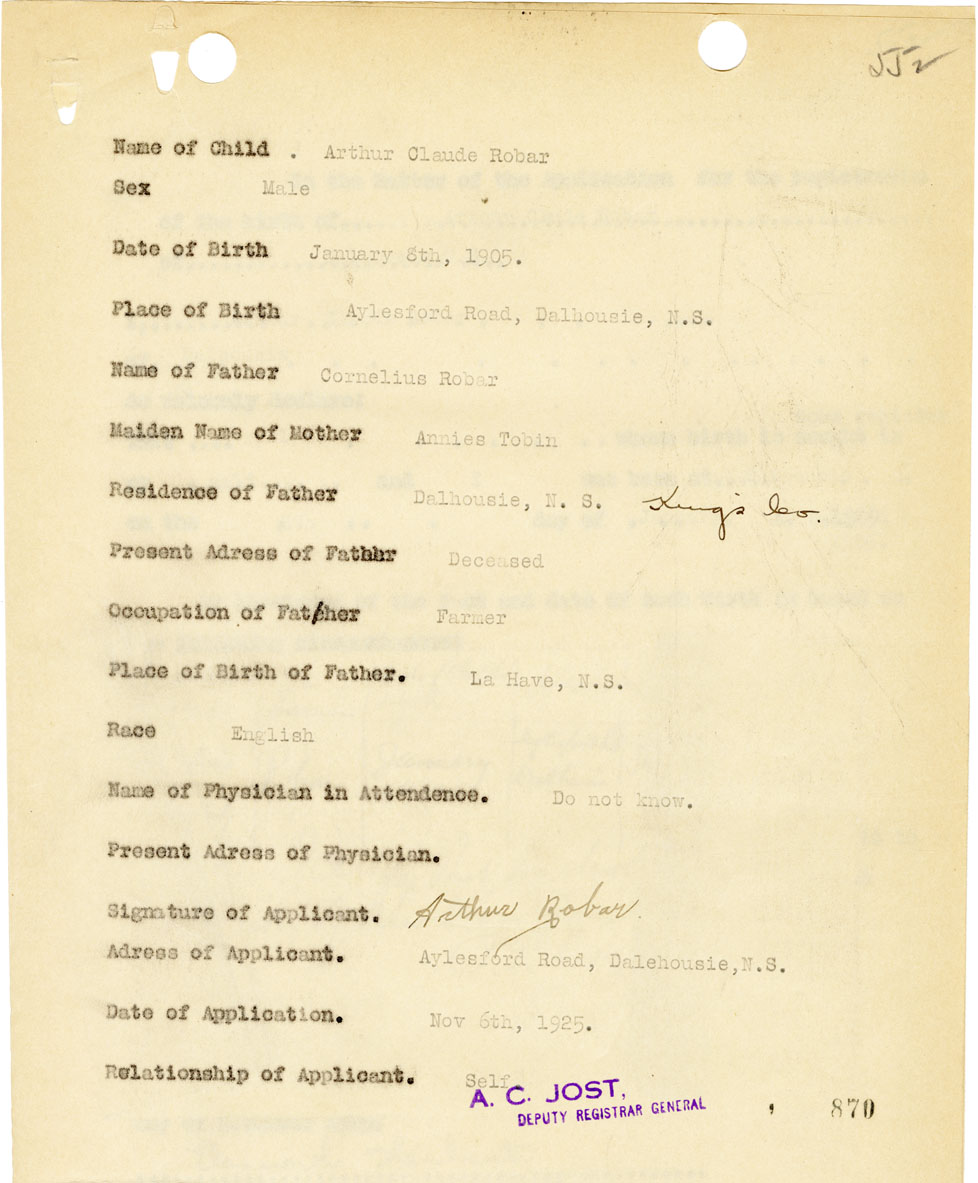 552
Name of Child . Arthur Claude Robar
Sex Male
Date of Birth January 8th, 1905.
Place of Birth Aylesford Road, Dalhousie, N.S.
Name of Father Cornelius Robar
Maiden Name of Mother Annies Tobin
Residence of Father Dalhousie, N. S. King's Co.
Present Adress of Fathhr Deceased
Occupation of Father Farmer
Place of Birth of Father. La Have, N.S.
Race English
Name of Physician in Attendence. Do not know.
Present Adress of Physician.
Signature of Applicant. Arthur Robar.
Adress of Applicant. Aylesford Road, Dalehousie,N.S.
Date of Application. Nov 6th, 1925.
Relationship of Applicant. Self.
A. C. JOST,
DEPUTY REGISTRAR GENERAL
870